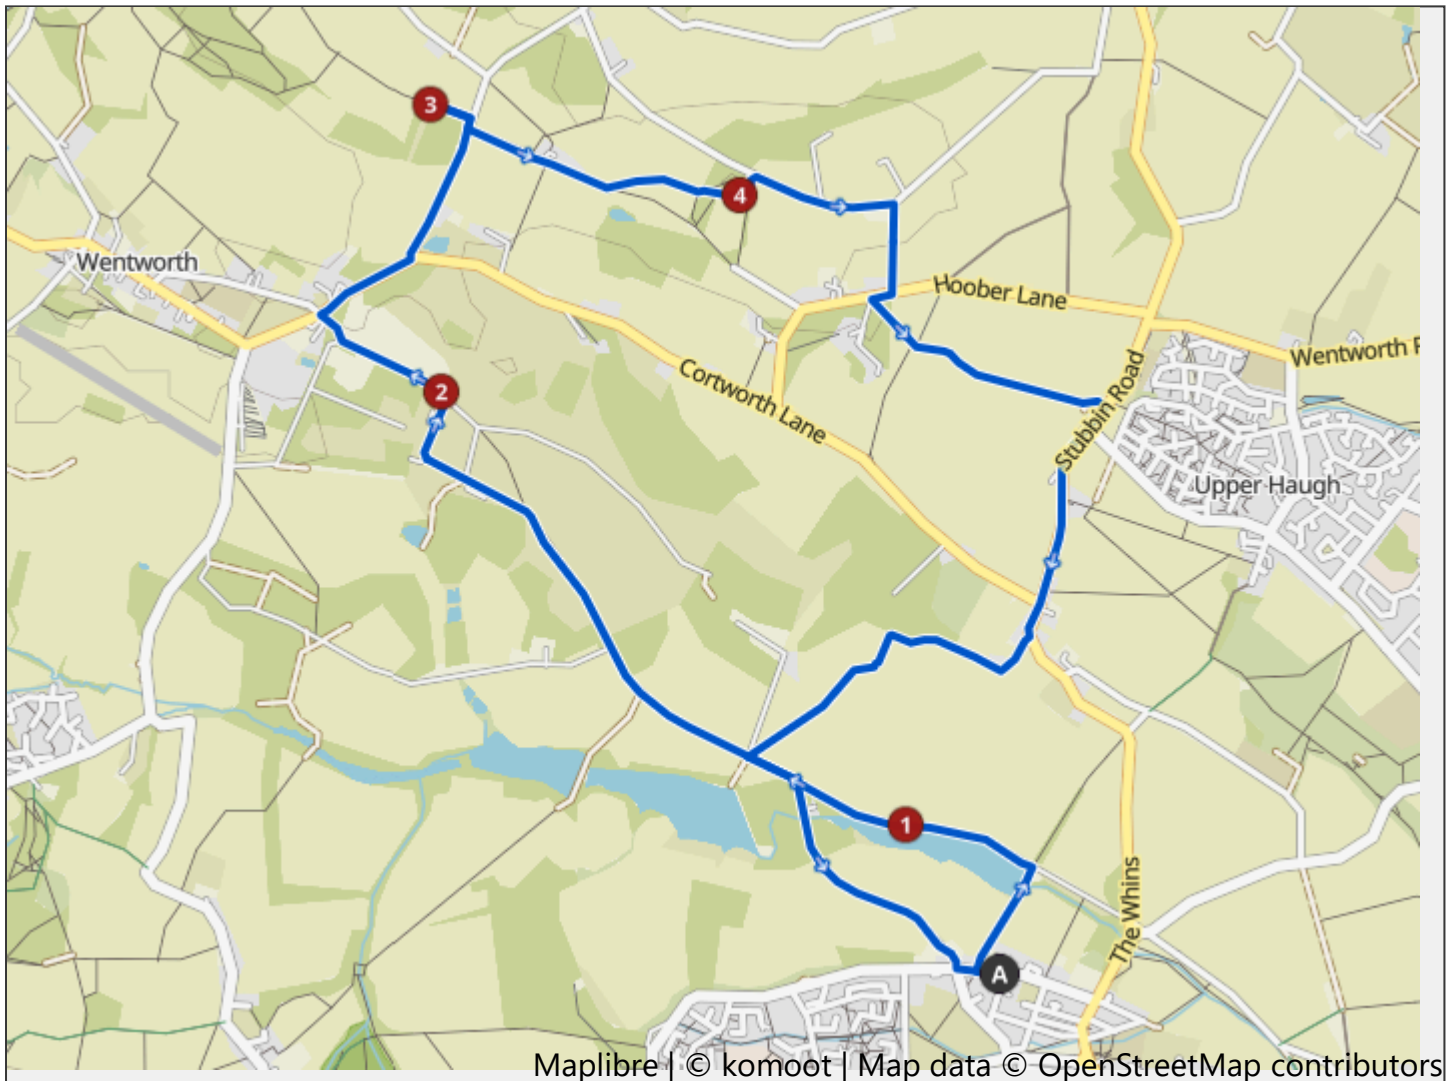 3
4
Wentworth
Hoober Lane
Wentworth R
Cortworth Lane
Stubbin Road
2
Upper Haugh
1
The Whins
A
Maplibre | © komoot | Map data © OpenStreetMap contributors